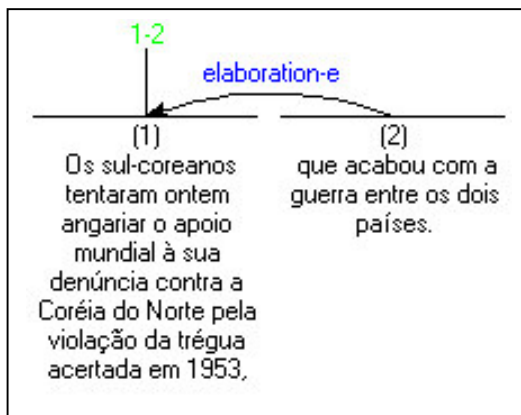 1-2
elaboration-e
(1)
Os sul-coreanos
tentaram ontem
angariar o apoio
mundial à sua
denúncia contra a
Coréia do Norte pela
violação da trégua
acertada em 1953,
(2)
que acabou com a
guerra entre os dois
países.